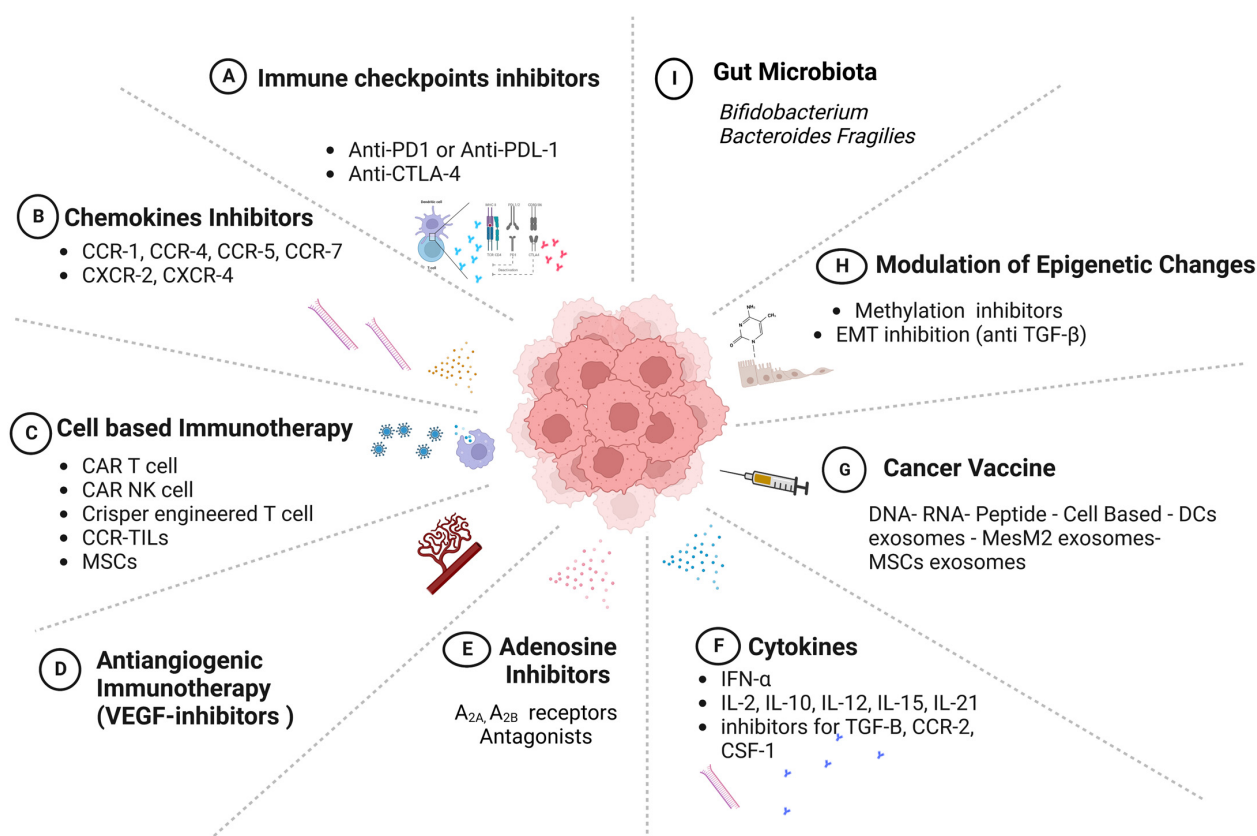 A Immune checkpoints inhibitors
• Anti-PD1 or Anti-PDL-1
• Anti-CTLA-4
Dendritic cell
T cell
B Chemokines Inhibitors
• CCR-1, CCR-4, CCR-5, CCR-7
• CXCR-2, CXCR-4
C Cell based Immunotherapy
• CAR T cell
• CAR NK cell
• Crisper engineered T cell
• CCR-TILs
• MSCs
D Antiangiogenic
Immunotherapy
(VEGF-inhibitors )
E Adenosine
Inhibitors
A2A, A2B receptors
Antagonists
F Cytokines
• IFN-α
• IL-2, IL-10, IL-12, IL-15, IL-21
• inhibitors for TGF-B, CCR-2,
CSF-1
G Cancer Vaccine
DNA- RNA- Peptide - Cell Based - DCs
exosomes - MesM2 exosomes-
MSCs exosomes
H Modulation of Epigenetic Changes
• Methylation inhibitors
• EMT inhibition (anti TGF-β)
NH₂
CH₃
N
O
N
I Gut Microbiota
Bifidobacterium
Bacteroides Fragilies